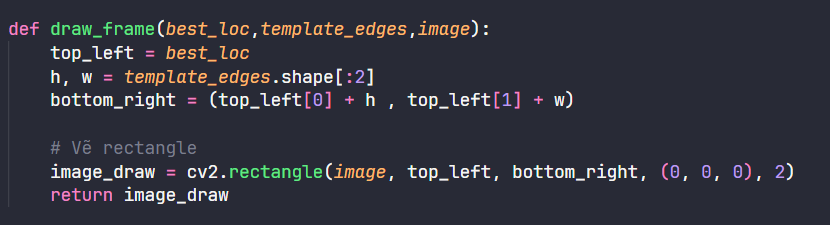 def draw_frame(best_loc,template_edges,image):
    top_left = best_loc
    h, w = template_edges.shape[:2]
    bottom_right = (top_left[0] + h , top_left[1] + w)

    # Vẽ rectangle
    image_draw = cv2.rectangle(image, top_left, bottom_right, (0, 0, 0), 2)
    return image_draw